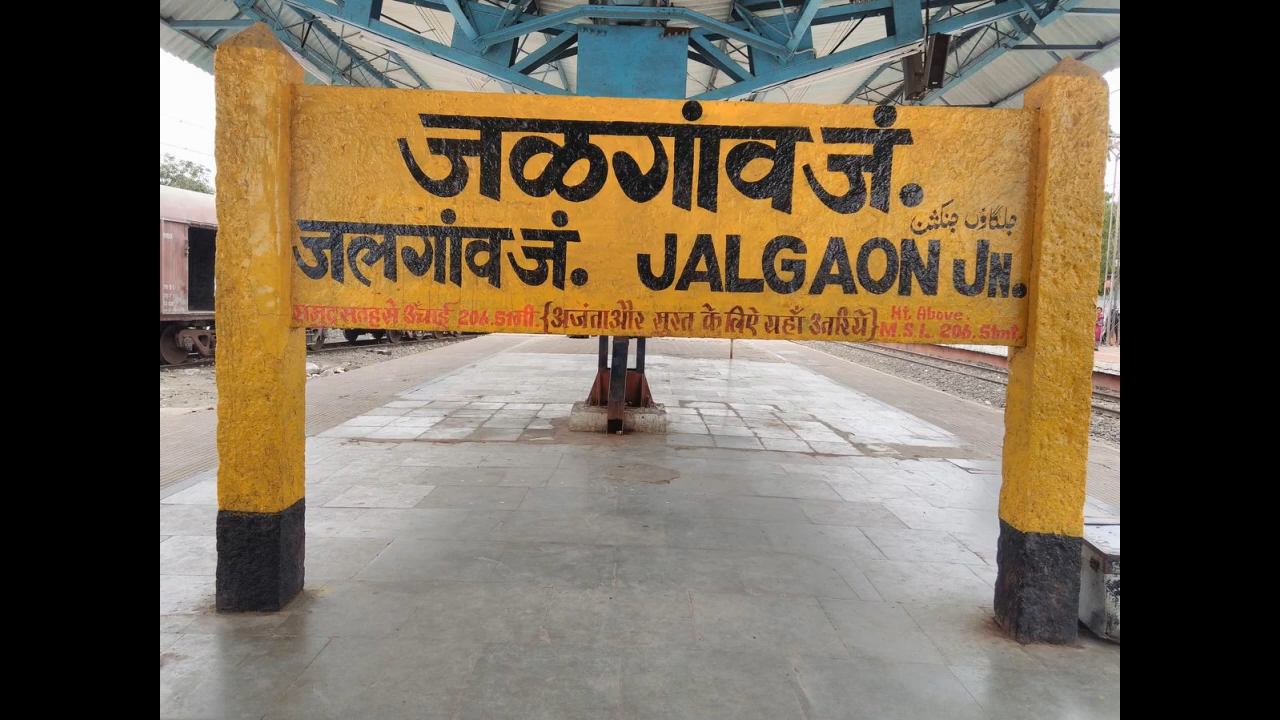 जळगांव जं.
جلگاؤں جنکشن
जलगांव जं. JALGAON JN.
समुद्र सतह से ऊँचाई 206.51मी. {अजंता और सूरत के लिऐ यहाँ उतरिये} Ht. Above.
M.S.L. 206.51mt.